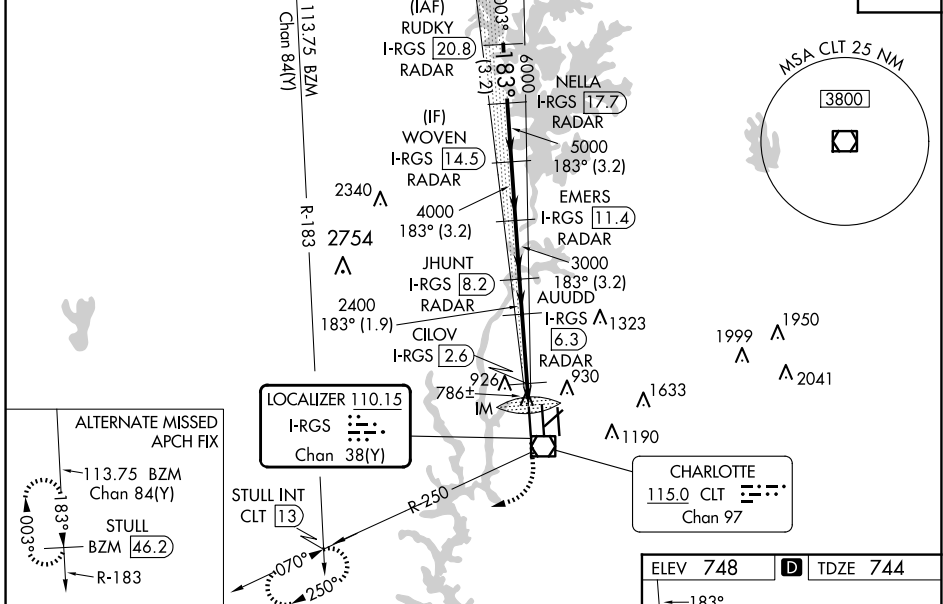 113.75 BZM
Chan 84(Y)
R-183
(IAF)
RUDKY
I-RGS 20.8
RADAR
(3.2)
003°
183°
6000
NELLA
I-RGS 17.7
RADAR
5000
183° (3.2)
(IF)
WOVEN
I-RGS 14.5
RADAR
4000
183° (3.2)
EMERS
I-RGS 11.4
RADAR
3000
183° (3.2)
JHUNT
I-RGS 8.2
RADAR
2400
183° (1.9)
AUUDD
I-RGS
6.3
RADAR
CILOV
I-RGS 2.6
2340
2754
1323
1999
1950
2041
1633
1190
930
926
786±
IM
MSA CLT 25 NM
3800
LOCALIZER 110.15
I-RGS
Chan 38(Y)
CHARLOTTE
115.0 CLT
Chan 97
R-250
STULL INT
CLT 13
070°
250°
ALTERNATE MISSED
APCH FIX
113.75 BZM
Chan 84(Y)
183°
003°
STULL
BZM 46.2
R-183
ELEV 748 D TDZE 744
183°